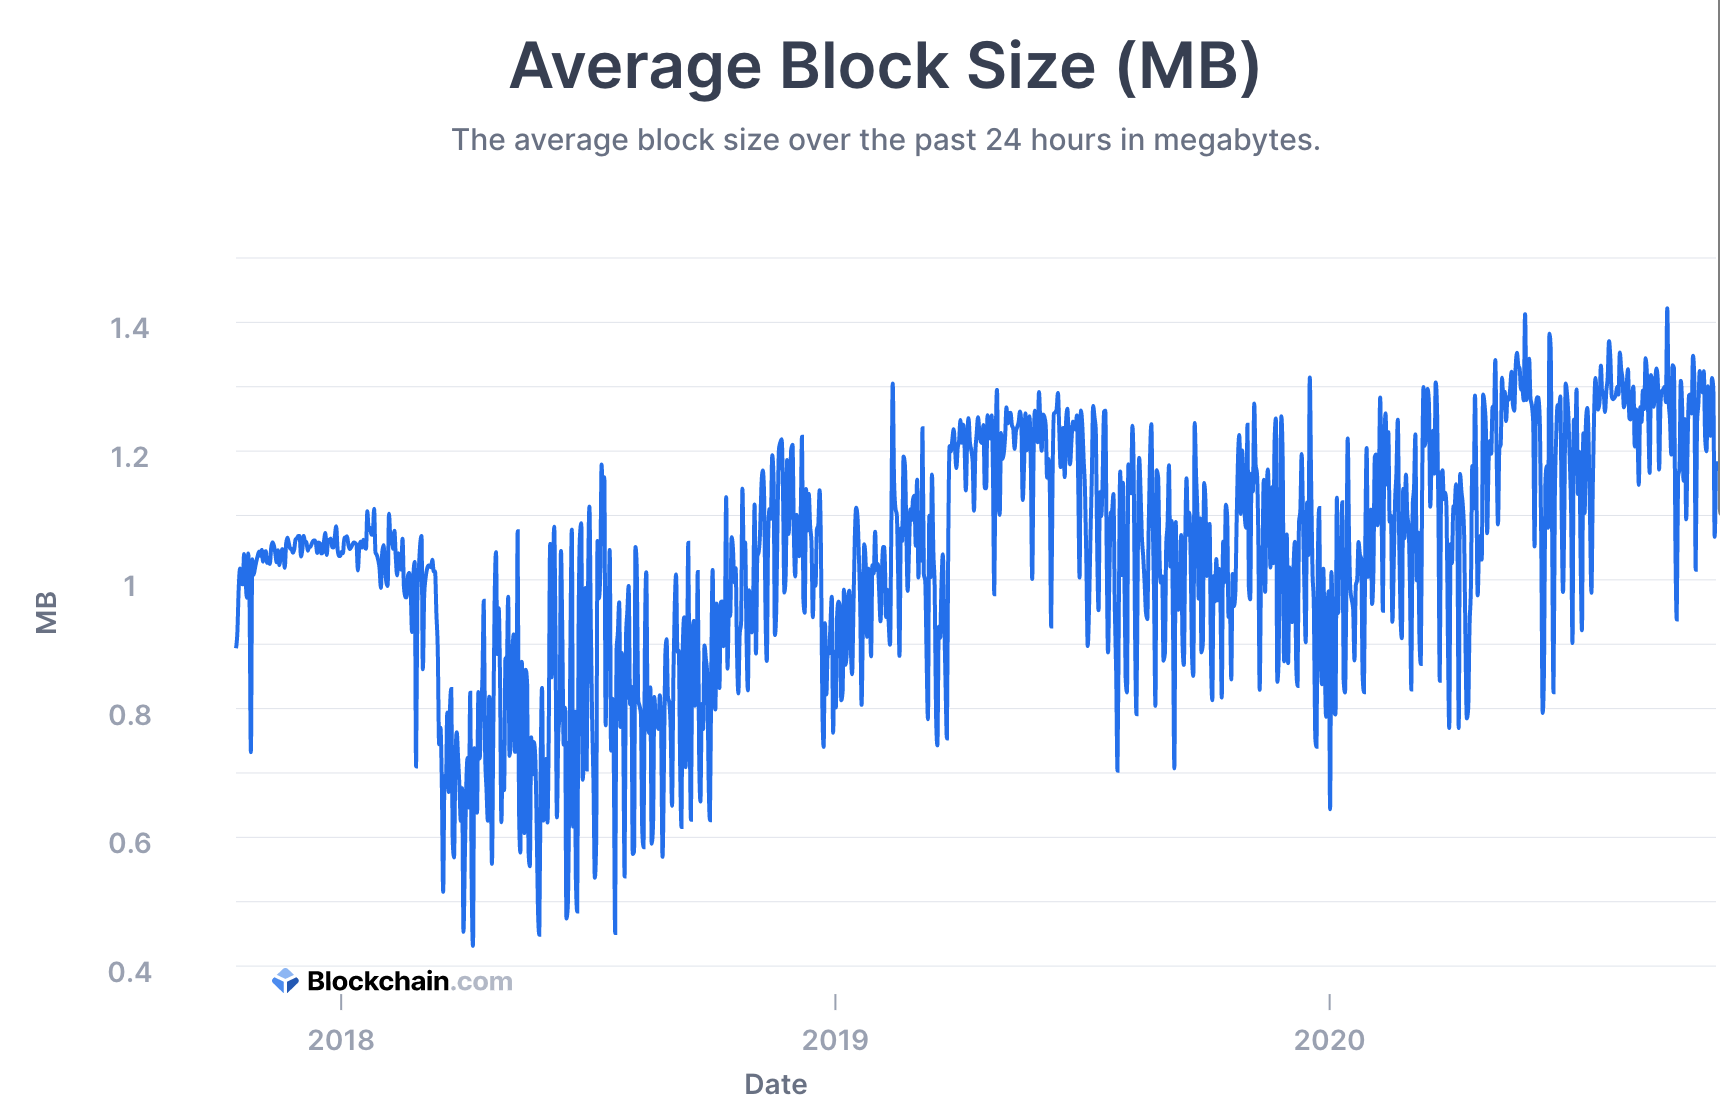 Average Block Size (MB)
The average block size over the past 24 hours in megabytes.
1.4
1.2
1
MB
0.8
0.6
0.4
Blockchain.com
2018 2019 2020
Date